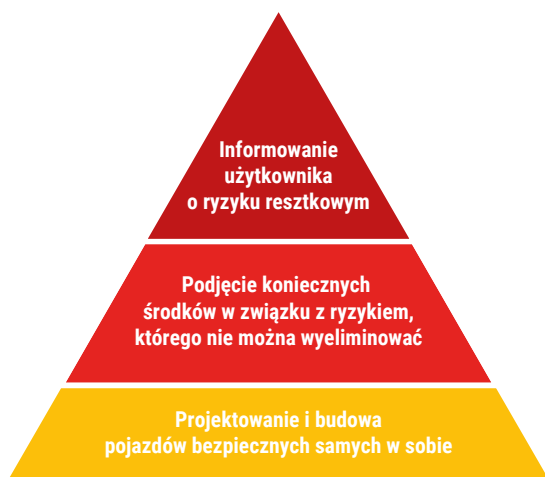 Informowanie
użytkownika
o ryzyku resztkowym
Podjęcie koniecznych
środków w związku z ryzykiem,
którego nie można wyeliminować
Projektowanie i budowa
pojazdów bezpiecznych samych w sobie